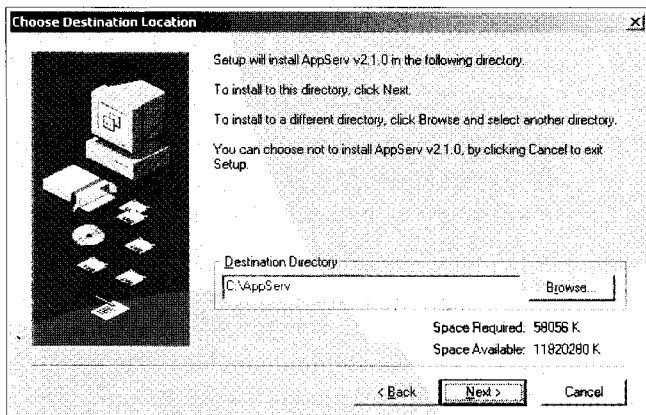 Choose Destination Location
Setup will install AppServ v2.1.0 in the following directory.
To install to this directory, click Next.
To install to a different directory, click Browse and select another directory.
You can choose not to install AppServ v2.1.0, by clicking Cancel to exit
Setup.
Destination Directory
C:\AppServ
Browse...
Space Required: 58056 K
Space Available: 11820280 K
< Back
Next >
Cancel